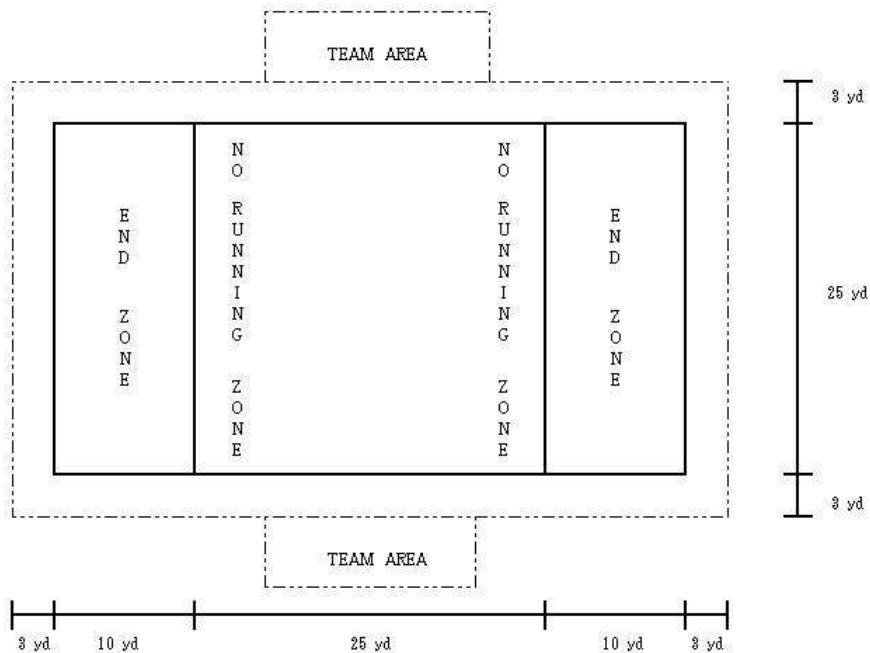 TEAM AREA
3 yd
END ZONE
NO RUNNING ZONE
NO RUNNING ZONE
END ZONE
25 yd
3 yd
TEAM AREA
3 yd
10 yd
25 yd
10 yd
3 yd